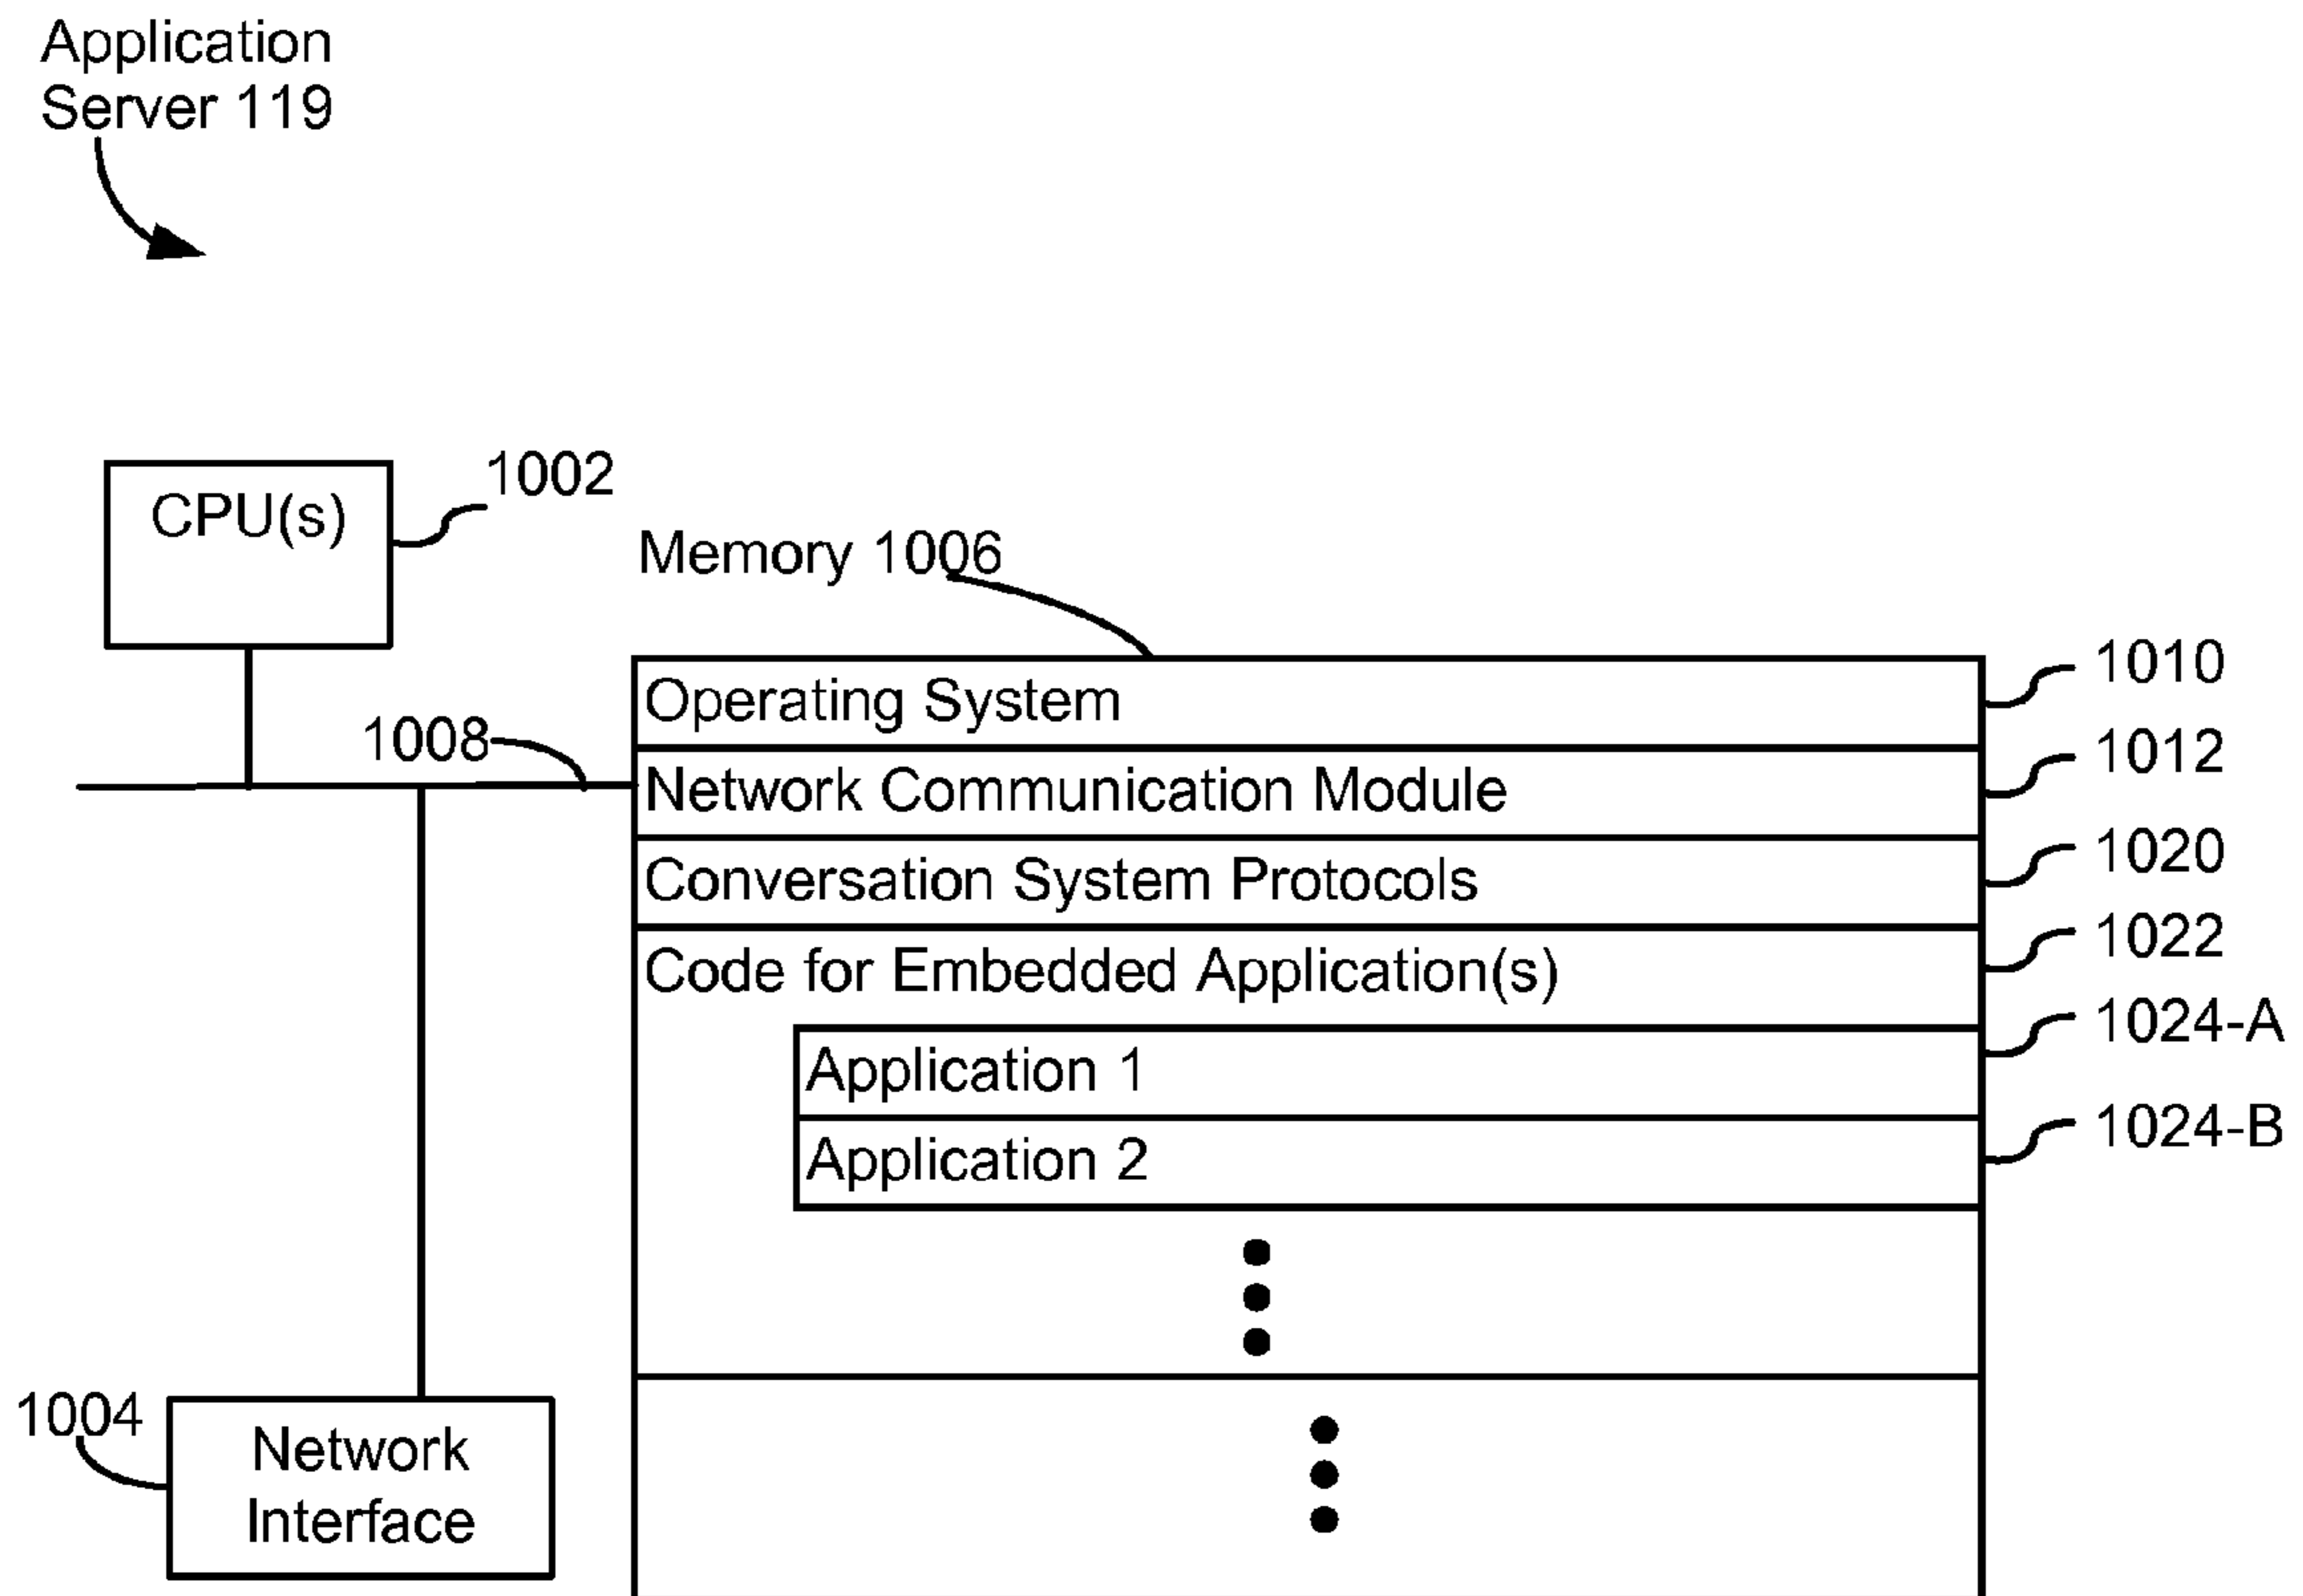 Application
Server 119
CPU(s)
1002
Memory 1006
Operating System
1010
1008
Network Communication Module
1012
Conversation System Protocols
1020
Code for Embedded Application(s)
1022
Application 1
1024-A
Application 2
1024-B
1004
Network
Interface